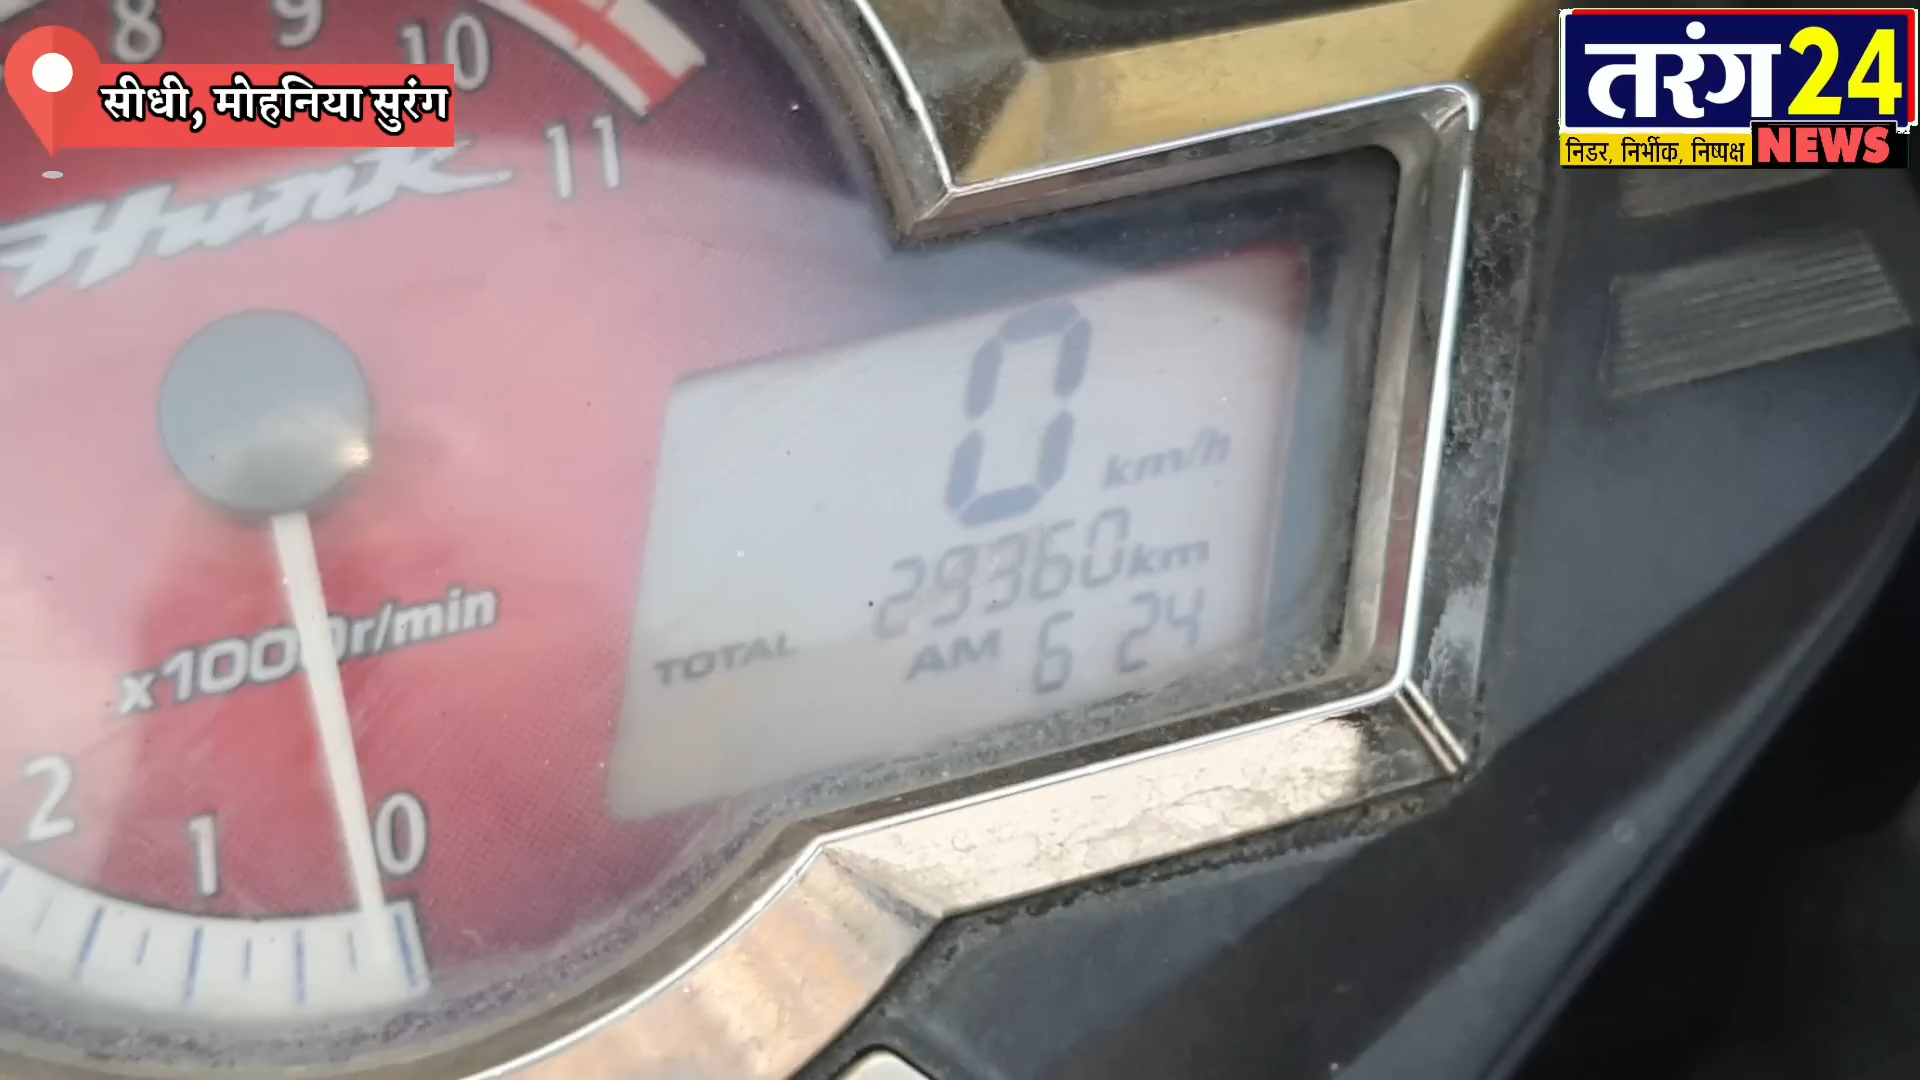 8 9 10 11
सीधी, मोहनिया सुरंग
Hunk
तरंग24
निडर, निर्भीक, निष्पक्ष NEWS
0 km/h
29360km
TOTAL AM 6 24
x1000r/min
2 1 0